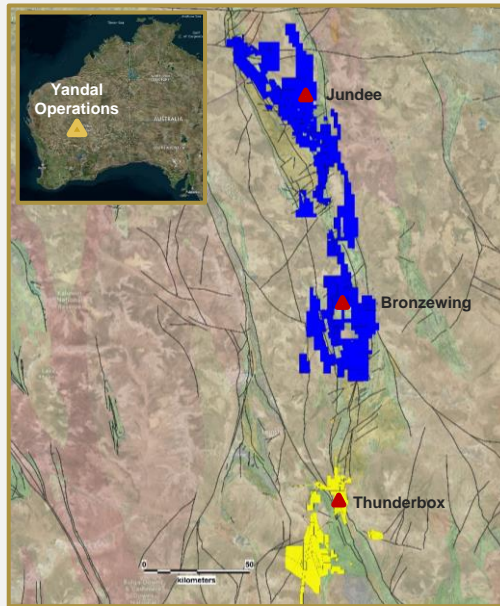 Yandal
Operations
AUSTRALIA
Jundee
Bronzewing
Thunderbox
0
50
kilometers